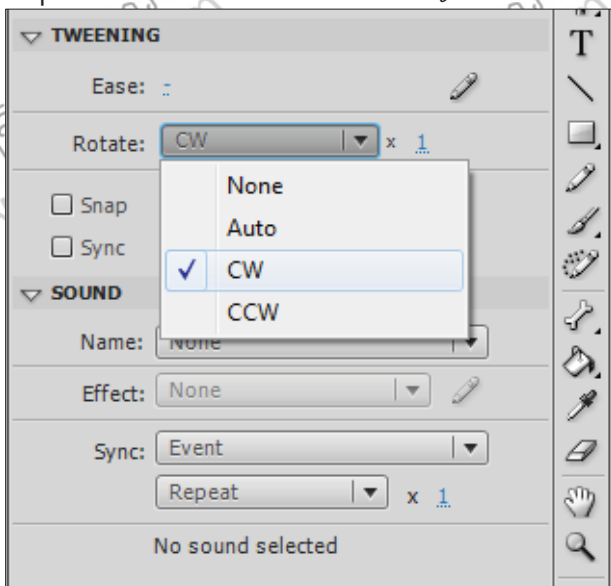 TWEENING
Ease: -
Rotate: CW x 1
None
Auto
CW
CCW
Snap
Sync
SOUND
Name: None
Effect: None
Sync: Event
Repeat x 1
No sound selected
T